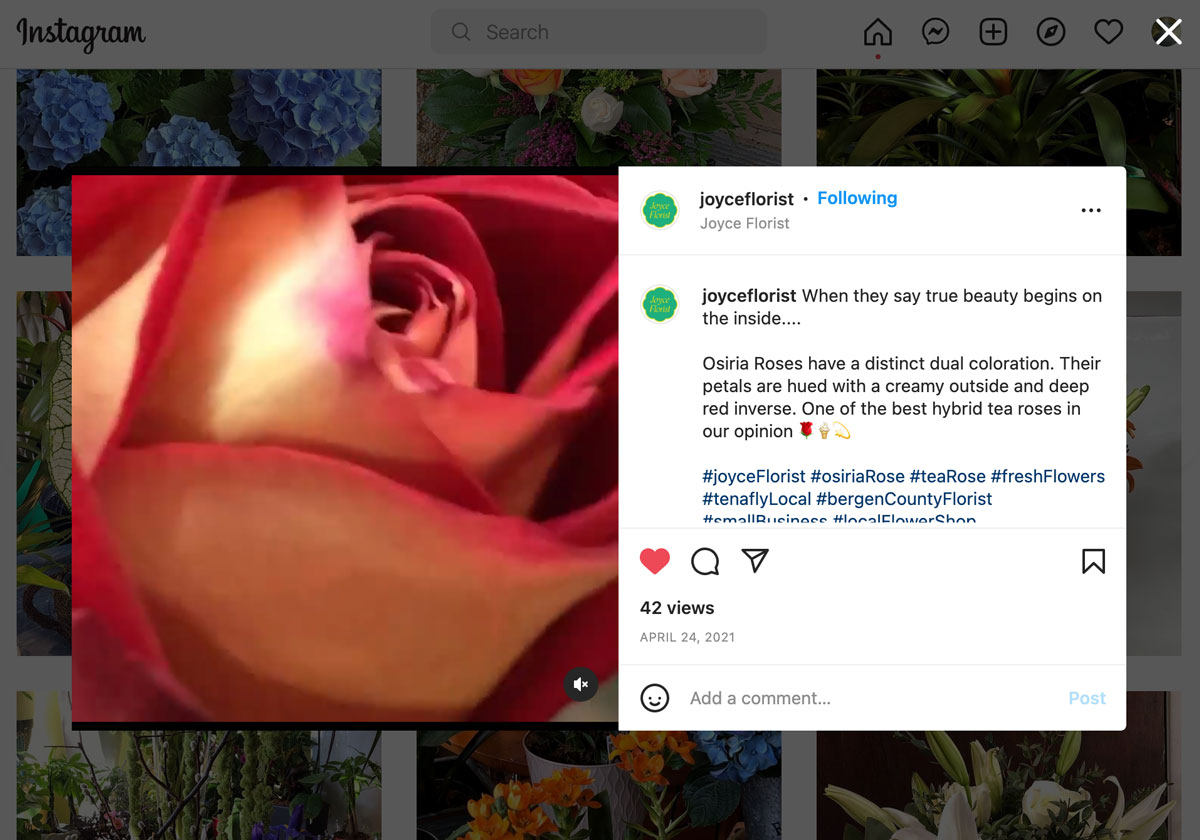 Instagram
Search
joyceflorist • Following
Joyce Florist
Joyce
Florist
Joyce
Florist
joyceflorist When they say true beauty begins on
the inside....
Osiria Roses have a distinct dual coloration. Their
petals are hued with a creamy outside and deep
red inverse. One of the best hybrid tea roses in
our opinion 🌹🍦💫
#joyceFlorist #osiriaRose #teaRose #freshFlowers
#tenaflyLocal #bergenCountyFlorist
#smallBusiness #localFlowerShop
42 views
APRIL 24, 2021
Add a comment...
Post